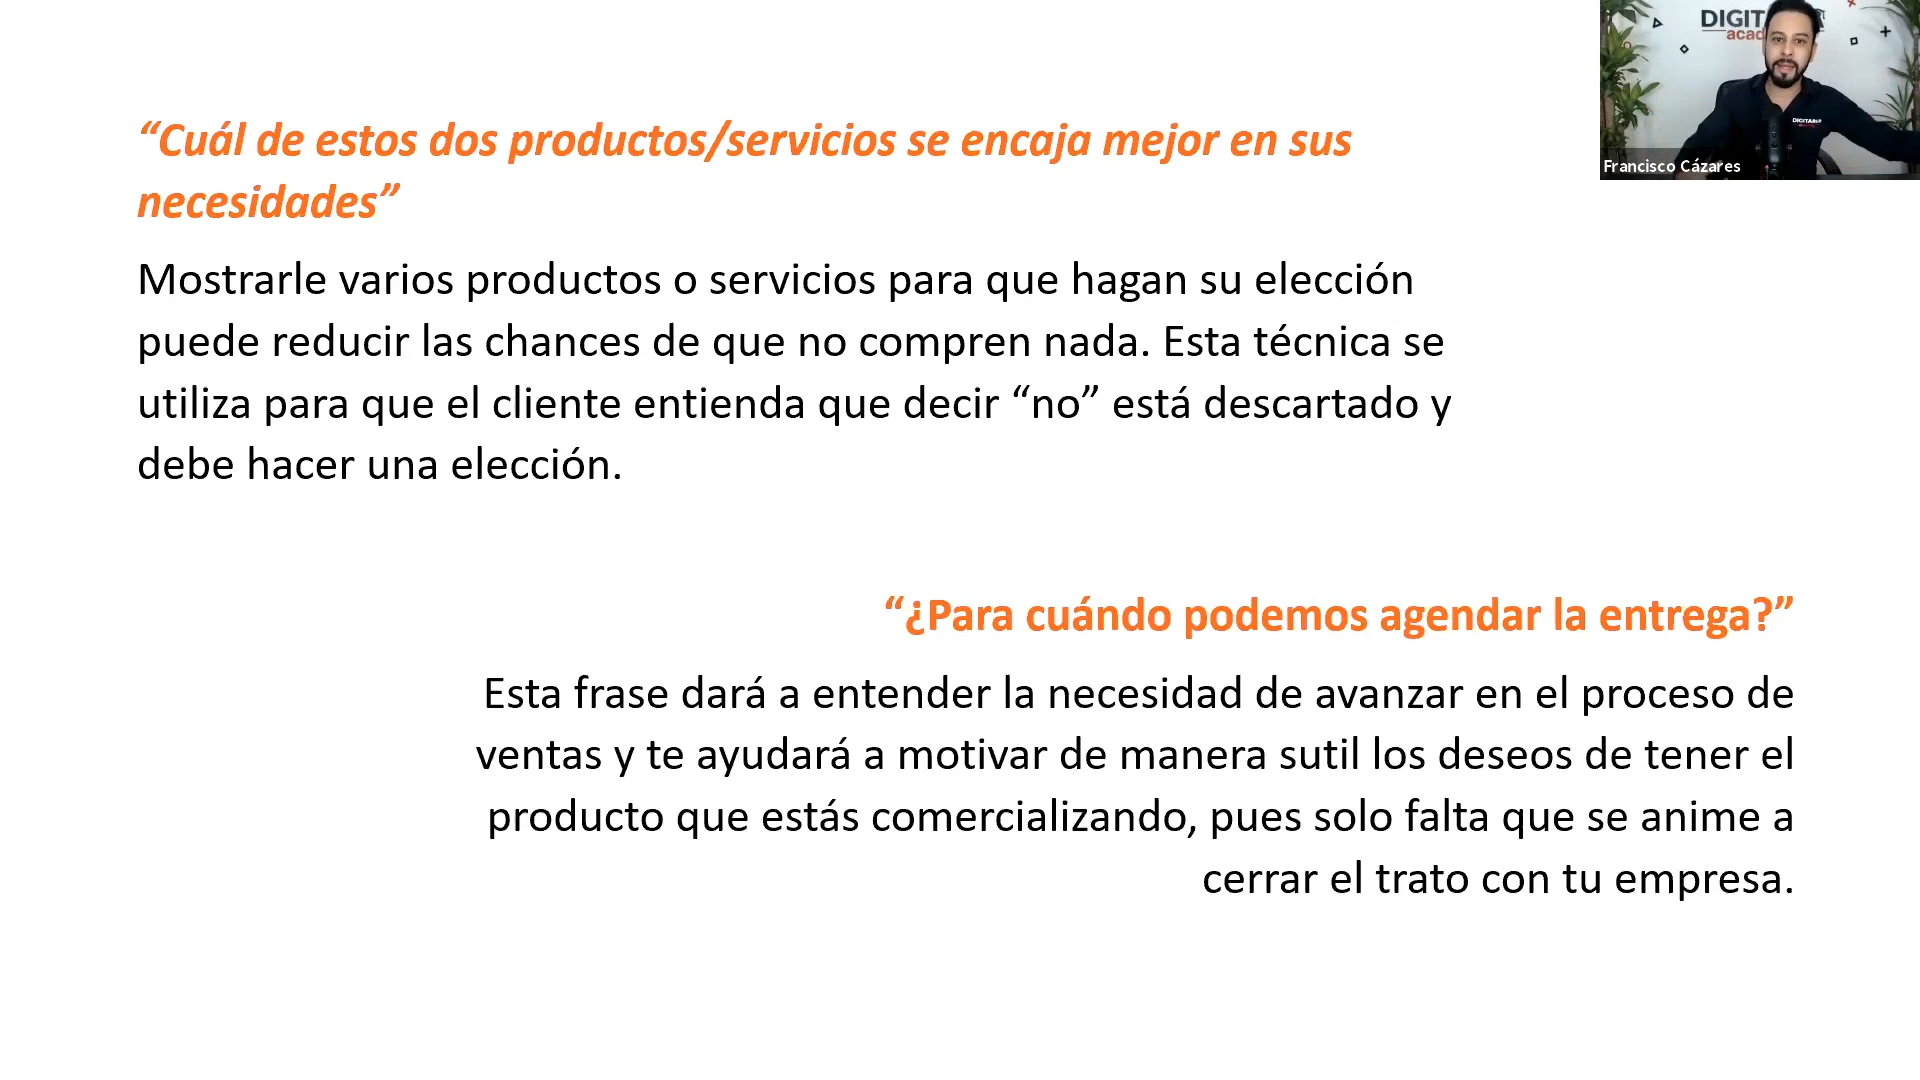 “Cuál de estos dos productos/servicios se encaja mejor en sus
necesidades”
Mostrarle varios productos o servicios para que hagan su elección
puede reducir las chances de que no compren nada. Esta técnica se
utiliza para que el cliente entienda que decir “no” está descartado y
debe hacer una elección.
“¿Para cuándo podemos agendar la entrega?”
Esta frase dará a entender la necesidad de avanzar en el proceso de
ventas y te ayudará a motivar de manera sutil los deseos de tener el
producto que estás comercializando, pues solo falta que se anime a
cerrar el trato con tu empresa.
Francisco Cázares